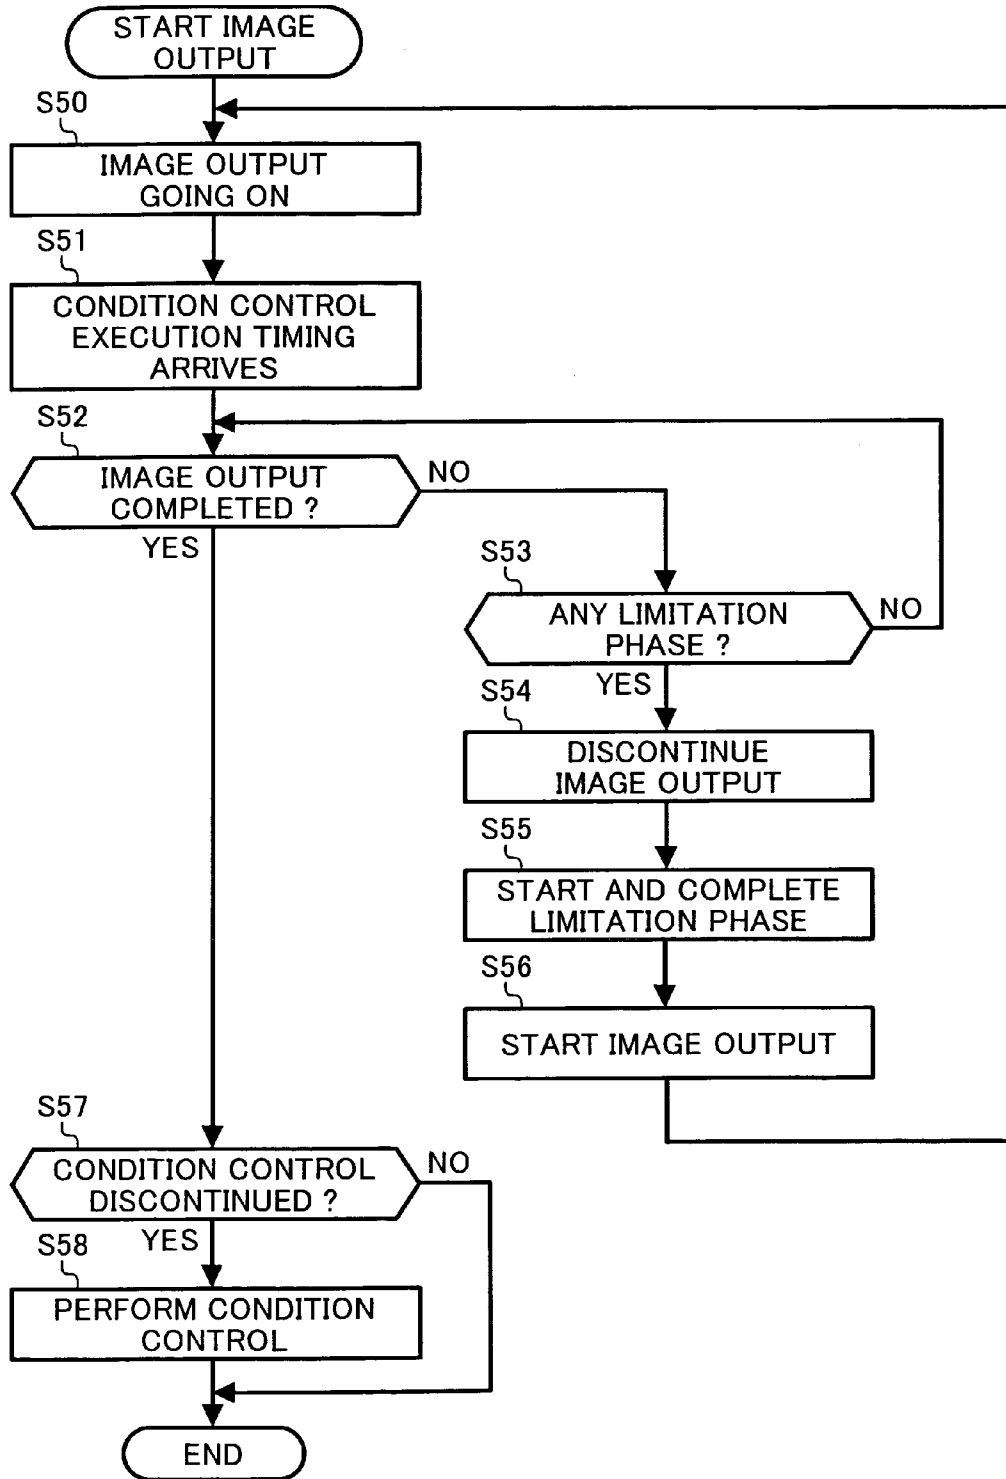 START IMAGE
OUTPUT
S50
IMAGE OUTPUT
GOING ON
S51
CONDITION CONTROL
EXECUTION TIMING
ARRIVES
S52
IMAGE OUTPUT
COMPLETED ?
NO
YES
S53
ANY LIMITATION
PHASE ?
NO
YES
S54
DISCONTINUE
IMAGE OUTPUT
S55
START AND COMPLETE
LIMITATION PHASE
S56
START IMAGE OUTPUT
S57
CONDITION CONTROL
DISCONTINUED ?
NO
YES
S58
PERFORM CONDITION
CONTROL
END